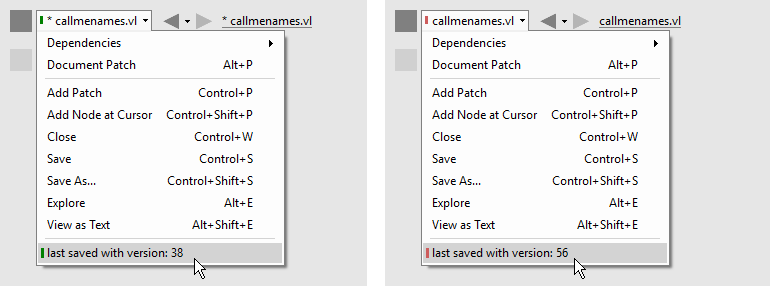 * callmenames.vl * callmenames.vl
Dependencies
Document Patch Alt+P
Add Patch Control+P
Add Node at Cursor Control+Shift+P
Close Control+W
Save Control+S
Save As... Control+Shift+S
Explore Alt+E
View as Text Alt+Shift+E
last saved with version: 38
callmenames.vl callmenames.vl
Dependencies
Document Patch Alt+P
Add Patch Control+P
Add Node at Cursor Control+Shift+P
Close Control+W
Save Control+S
Save As... Control+Shift+S
Explore Alt+E
View as Text Alt+Shift+E
last saved with version: 56